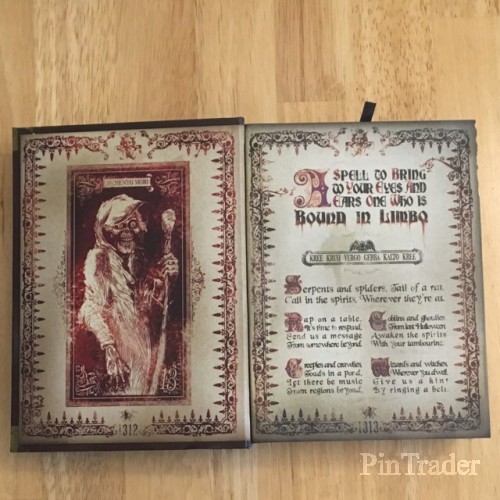 MEMENTO MORI
1312
A SPELL TO BRING
TO YOUR EYES AND
EARS ONE WHO IS
BOUND IN LIMBO
KREE KRUU VERGO GEBBA KALTO KREE
Serpents and spiders, Tail of a rat,
Call in the spirits, Wherever they're at.
Rap on a table,
It's time to respond,
Send us a message
From somewhere beyond.
Goblins and ghoulies
From last Halloween,
Awaken the spirits
With your tambourine.
Creepies and crawlies
Toads in a pond,
Let there be music
From regions beyond.
Wizards and witches
Wherever you dwell,
Give us a hint
By ringing a bell.
1313
PinTrader